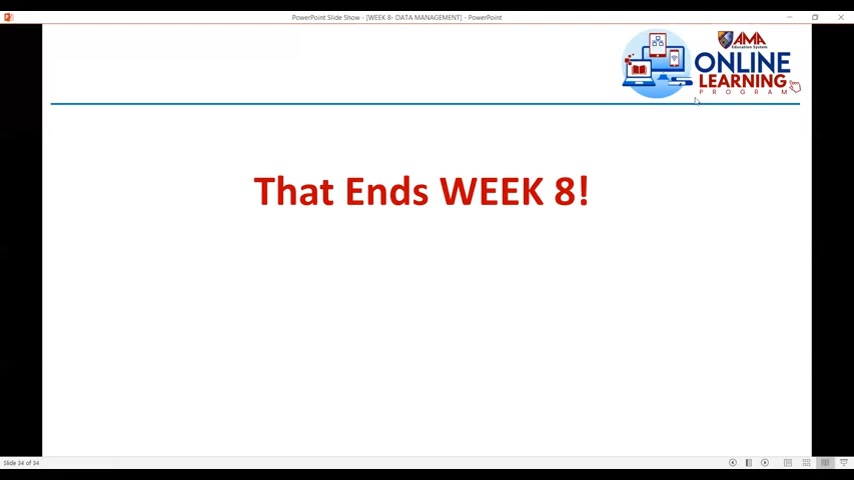 PowerPoint Slide Show - [WEEK 8- DATA MANAGEMENT] - PowerPoint
AMA
Education System
ONLINE
LEARNING
PROGRAM
That Ends WEEK 8!
Slide 34 of 34